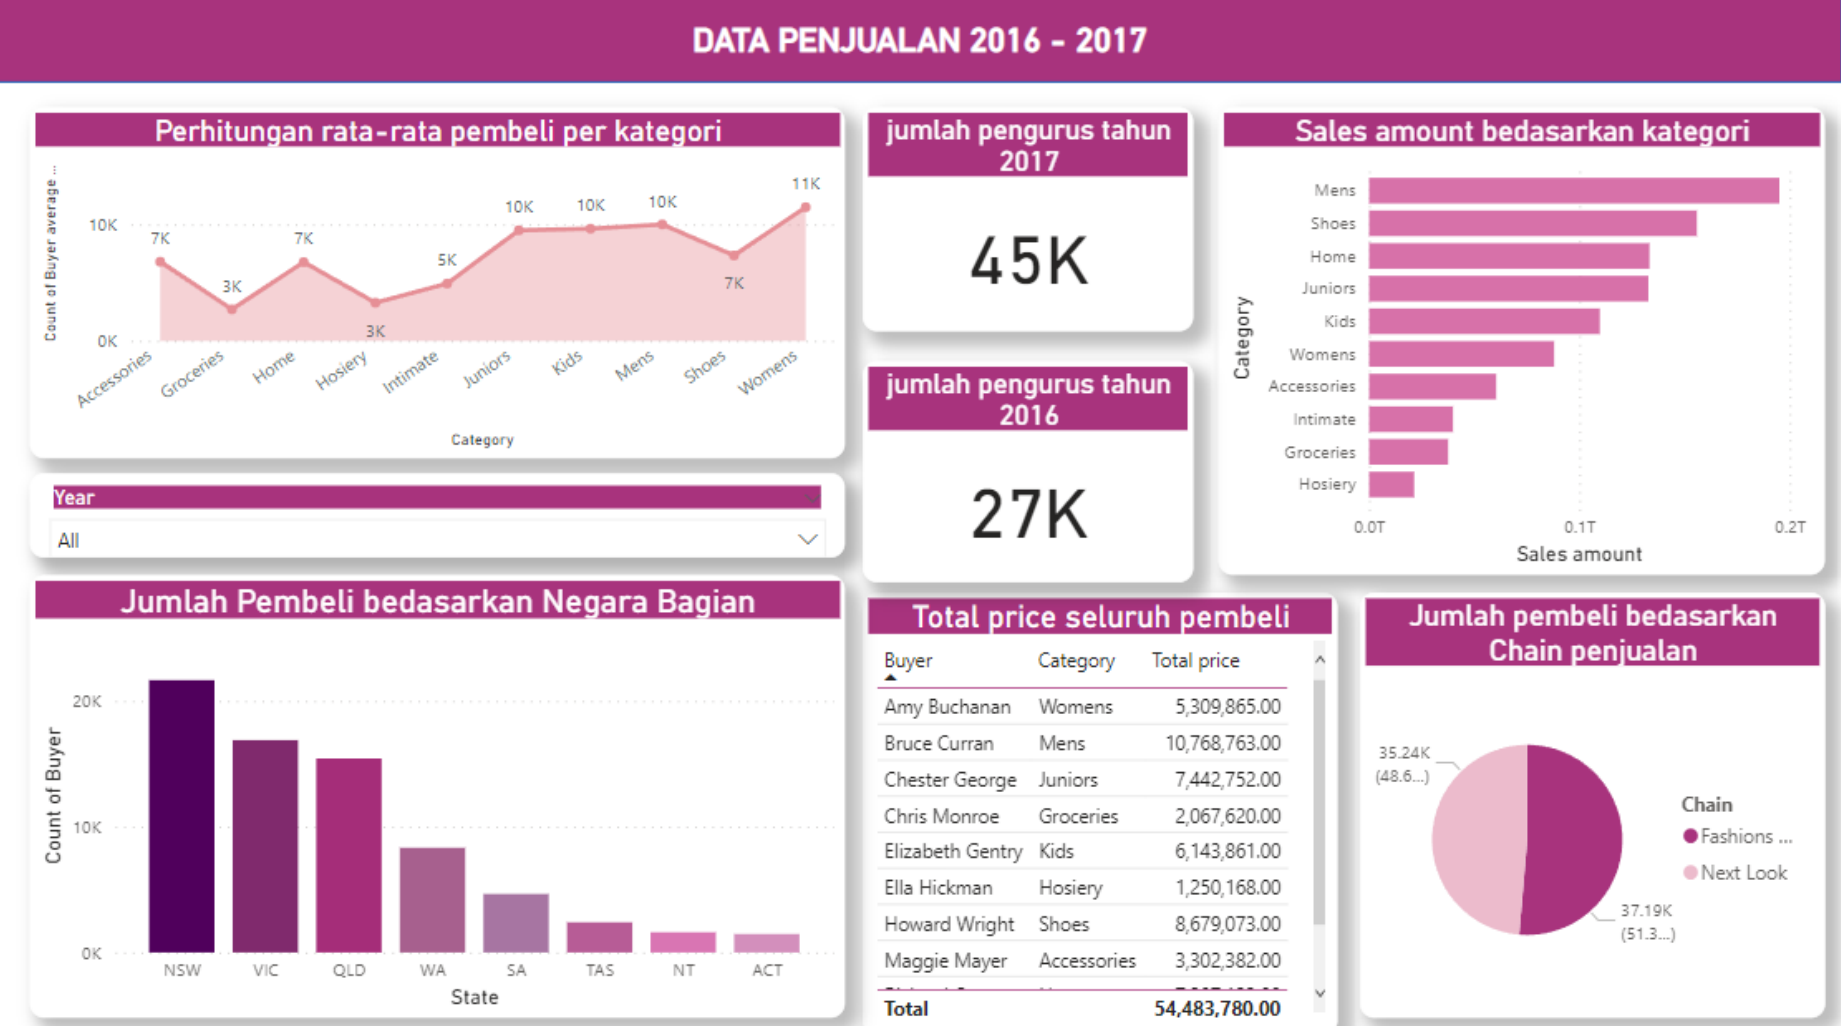 DATA PENJUALAN 2016 - 2017
Perhitungan rata-rata pembeli per kategori
Count of Buyer average ...
10K
0K
7K
3K
7K
3K
5K
10K
10K
10K
7K
11K
Accessories
Groceries
Home
Hosiery
Intimate
Juniors
Kids
Mens
Shoes
Womens
Category
jumlah pengurus tahun
2017
45K
jumlah pengurus tahun
2016
27K
Sales amount bedasarkan kategori
Category
Mens
Shoes
Home
Juniors
Kids
Womens
Accessories
Intimate
Groceries
Hosiery
0.0T
0.1T
0.2T
Sales amount
Year
All
Jumlah Pembeli bedasarkan Negara Bagian
Count of Buyer
20K
10K
0K
NSW
VIC
QLD
WA
SA
TAS
NT
ACT
State
Total price seluruh pembeli
Buyer Category Total price
Amy Buchanan Womens 5,309,865.00
Bruce Curran Mens 10,768,763.00
Chester George Juniors 7,442,752.00
Chris Monroe Groceries 2,067,620.00
Elizabeth Gentry Kids 6,143,861.00
Ella Hickman Hosiery 1,250,168.00
Howard Wright Shoes 8,679,073.00
Maggie Mayer Accessories 3,302,382.00
Total 54,483,780.00
Jumlah pembeli bedasarkan
Chain penjualan
35.24K
(48.6...)
37.19K
(51.3...)
Chain
Fashions ...
Next Look